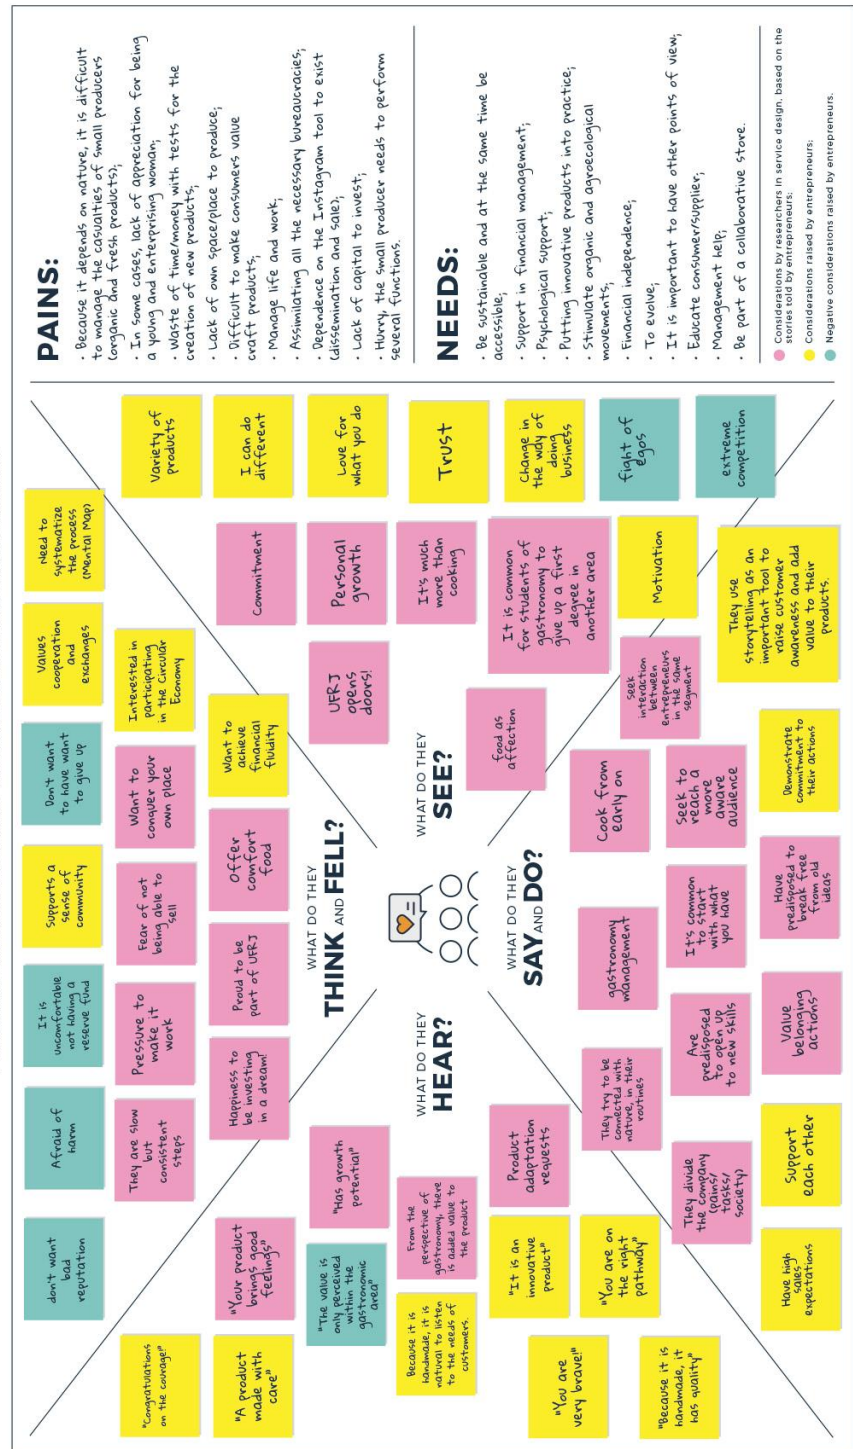 don't want
bad
reputation
Afraid of
harm
It is
uncomfortable
not having a
reserve fund
Supports a
sense of
community
Don't want
to have want
to give up
Values
cooperation
and
exchanges
Need to
systematize
the process
(Mental Map)
They are slow
but
consistent
steps
Pressure to
make it
work
Fear of not
being able to
sell
Want to
conquer your
own place
Interested in
participating
in the Circular
Economy
Happiness to
be investing
in a dream!
Proud to be
part of UFRJ
Offer
comfort
food
Want to
achieve
financial
fluidity
WHAT DO THEY
THINK AND FELL?
"Congratulations
on the courage!"
"Your product
brings good
feelings"
"A product
made with
care"
"Has growth
potential"
"The value is
only perceived
within the
gastronomic
area"
From the
perspective of
gastronomy, there
is added value to
the product
Because it is
handmade, it is
natural to listen
to the needs of
customers.
Product
adaptation
requests
"It is an
innovative
product"
"You are
very brave!"
"You are on
the right
pathway"
"Because it is
handmade, it
has quality"
WHAT DO THEY
HEAR?
WHAT DO THEY
SEE?
Variety of
products
Commitment
I can do
different
UFRJ
opens
doors!
Personal
growth
Love for
what you do
It's much
more than
cooking
Trust
food as
affection
It is common
for students of
gastronomy to
give up a first
degree in
another area
Change in
the way of
doing
business
Motivation
fight of
egos
extreme
competition
WHAT DO THEY
SAY AND DO?
They try to be
connected with
nature, in their
routines
gastronomy
management
Cook from
early on
Seek
interaction
between
entrepreneurs
in the same
segment
They divide
the company
(pains/
tasks/
society)
Are
predisposed
to open up
to new skills
It's common
to start
with what
you have
Seek to
reach a
more
aware
audience
They use
storytelling as an
important tool to
raise customer
awareness and add
value to their
products.
Have high
sales
expectations
Support
each other
Value
belonging
actions"
Have
predisposed to
break free
from old
ideas
Demonstrate
commitment to
their actions
PAINS:
· Because it depends on nature, it is difficult
to manage the casualties of small producers
(organic and fresh products);
· In some cases, lack of appreciation for being
a young and enterprising woman;
· Waste of time/money with tests for the
creation of new products;
· Lack of own space/place to produce;
· Difficult to make consumers value
craft products;
· Manage life and work;
· Assimilating all the necessary bureaucracies;
· Dependence on the Instagram tool to exist
(dissemination and sale);
· Lack of capital to invest;
· Hurry, the small producer needs to perform
several functions.
NEEDS:
· Be sustainable and at the same time be
accessible;
· Support in financial management;
· Psychological support;
· Putting innovative products into practice;
· Stimulate organic and agroecological
movements;
· Financial independence;
· To evolve;
· It is important to have other points of view;
· Educate consumer/supplier;
· Management help;
· Be part of a collaborative store.
Considerations by researchers in service design, based on the
stories told by entrepreneurs;
Considerations raised by entrepreneurs;
Negative considerations raised by entrepreneurs.